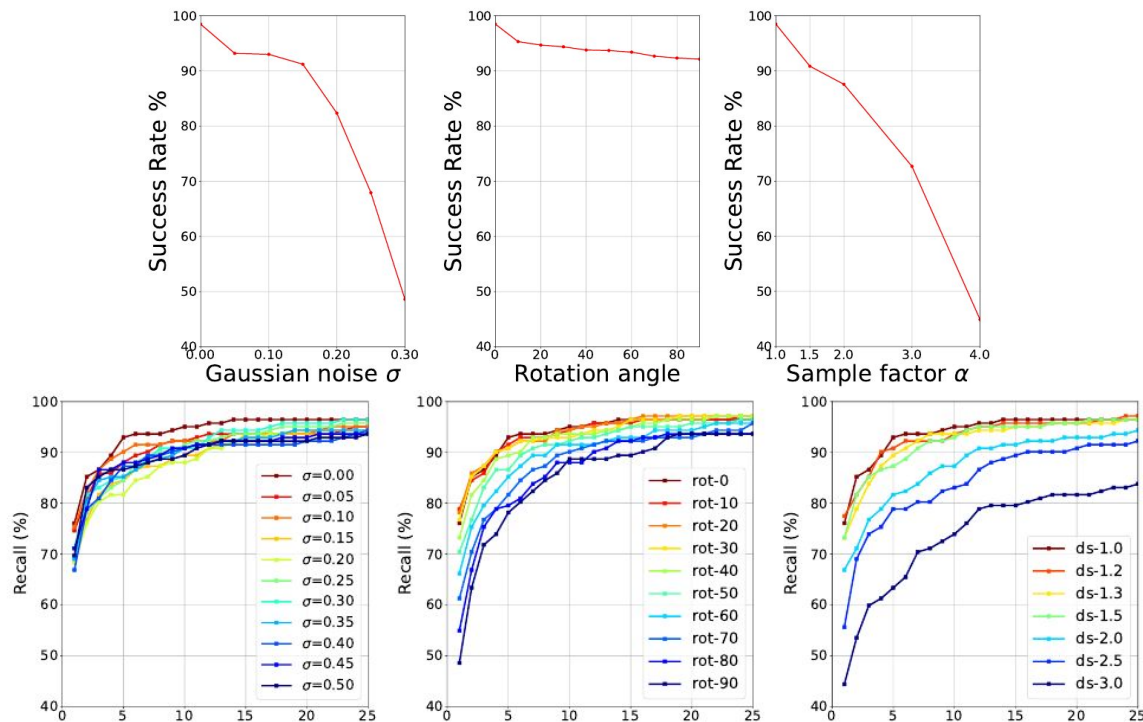 100
90
80
70
60
50
40
Success Rate %
0.00 0.10 0.20 0.30
Gaussian noise σ
100
90
80
70
60
50
40
Success Rate %
0 20 40 60 80
Rotation angle
100
90
80
70
60
50
40
Success Rate %
1.0 1.5 2.0 3.0 4.0
Sample factor α
100
90
80
70
60
50
40
Recall (%)
0 5 10 15 20 25
σ=0.00
σ=0.05
σ=0.10
σ=0.15
σ=0.20
σ=0.25
σ=0.30
σ=0.35
σ=0.40
σ=0.45
σ=0.50
100
90
80
70
60
50
40
Recall (%)
0 5 10 15 20 25
rot-0
rot-10
rot-20
rot-30
rot-40
rot-50
rot-60
rot-70
rot-80
rot-90
100
90
80
70
60
50
40
Recall (%)
0 5 10 15 20 25
ds-1.0
ds-1.2
ds-1.3
ds-1.5
ds-2.0
ds-2.5
ds-3.0